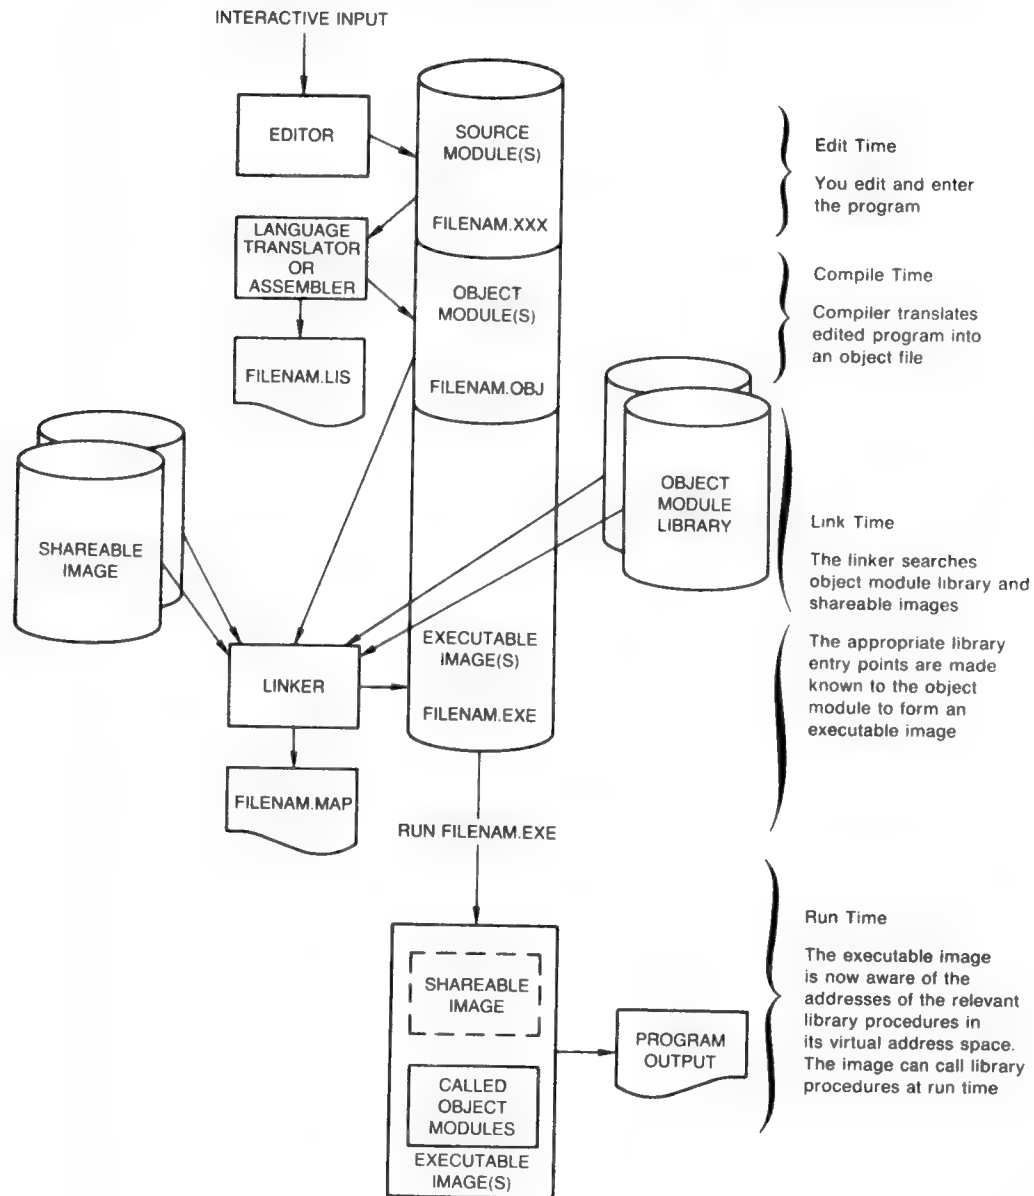 INTERACTIVE INPUT
EDITOR
SOURCE
MODULE(S)
FILENAM.XXX
Edit Time
You edit and enter
the program
LANGUAGE
TRANSLATOR
OR
ASSEMBLER
OBJECT
MODULE(S)
FILENAM.OBJ
FILENAM.LIS
Compile Time
Compiler translates
edited program into
an object file
SHAREABLE
IMAGE
OBJECT
MODULE
LIBRARY
Link Time
The linker searches
object module library and
shareable images
LINKER
EXECUTABLE
IMAGE(S)
FILENAM.EXE
The appropriate library
entry points are made
known to the object
module to form an
executable image
FILENAM.MAP
RUN FILENAM.EXE
SHAREABLE
IMAGE
CALLED
OBJECT
MODULES
EXECUTABLE
IMAGE(S)
PROGRAM
OUTPUT
Run Time
The executable image
is now aware of the
addresses of the relevant
library procedures in
its virtual address space.
The image can call library
procedures at run time